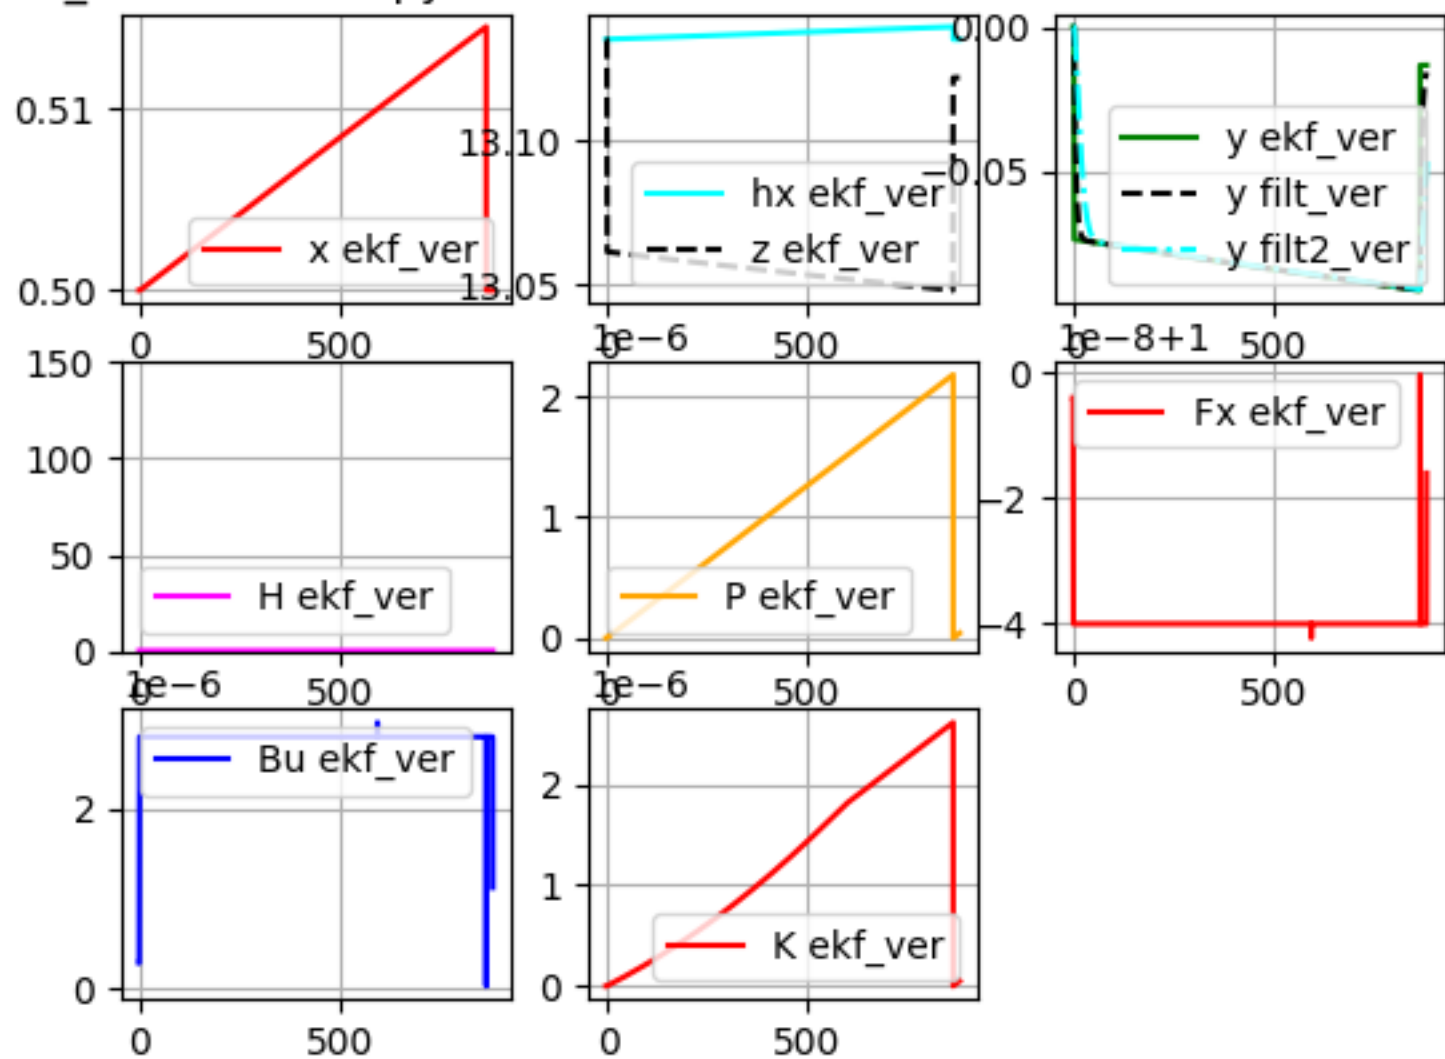 0.51
0.50
x ekf_ver
0
500
13.10
13.05
hx ekf_ver
z ekf_ver
0
500
0.00
−0.05
y ekf_ver
y filt_ver
y filt2_ver
0
500
150
100
50
0
H ekf_ver
0
500
1e−6
2
1
0
P ekf_ver
0
500
1e−8+1
0
−2
−4
Fx ekf_ver
0
500
1e−6
2
0
Bu ekf_ver
0
500
1e−6
2
1
0
K ekf_ver
0
500